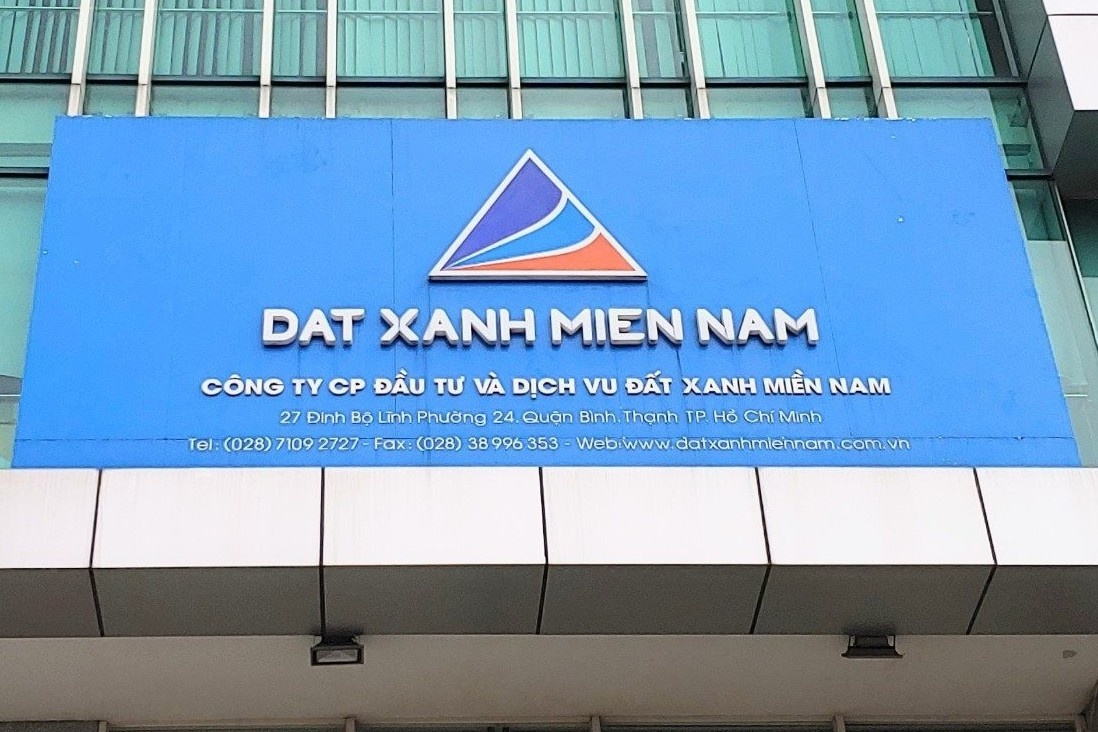 DAT XANH MIEN NAM
CÔNG TY CP ĐẦU TƯ VÀ DỊCH VU ĐẤT XANH MIỀN NAM
27 Đinh Bộ Lĩnh Phường 24. Quận Bình.Thạnh TP. Hồ Chí Minh
Tel: (028) 7109 2727 - Fax: (028) 38 996 353 - Web: www.datxanhmiennam.com.vn